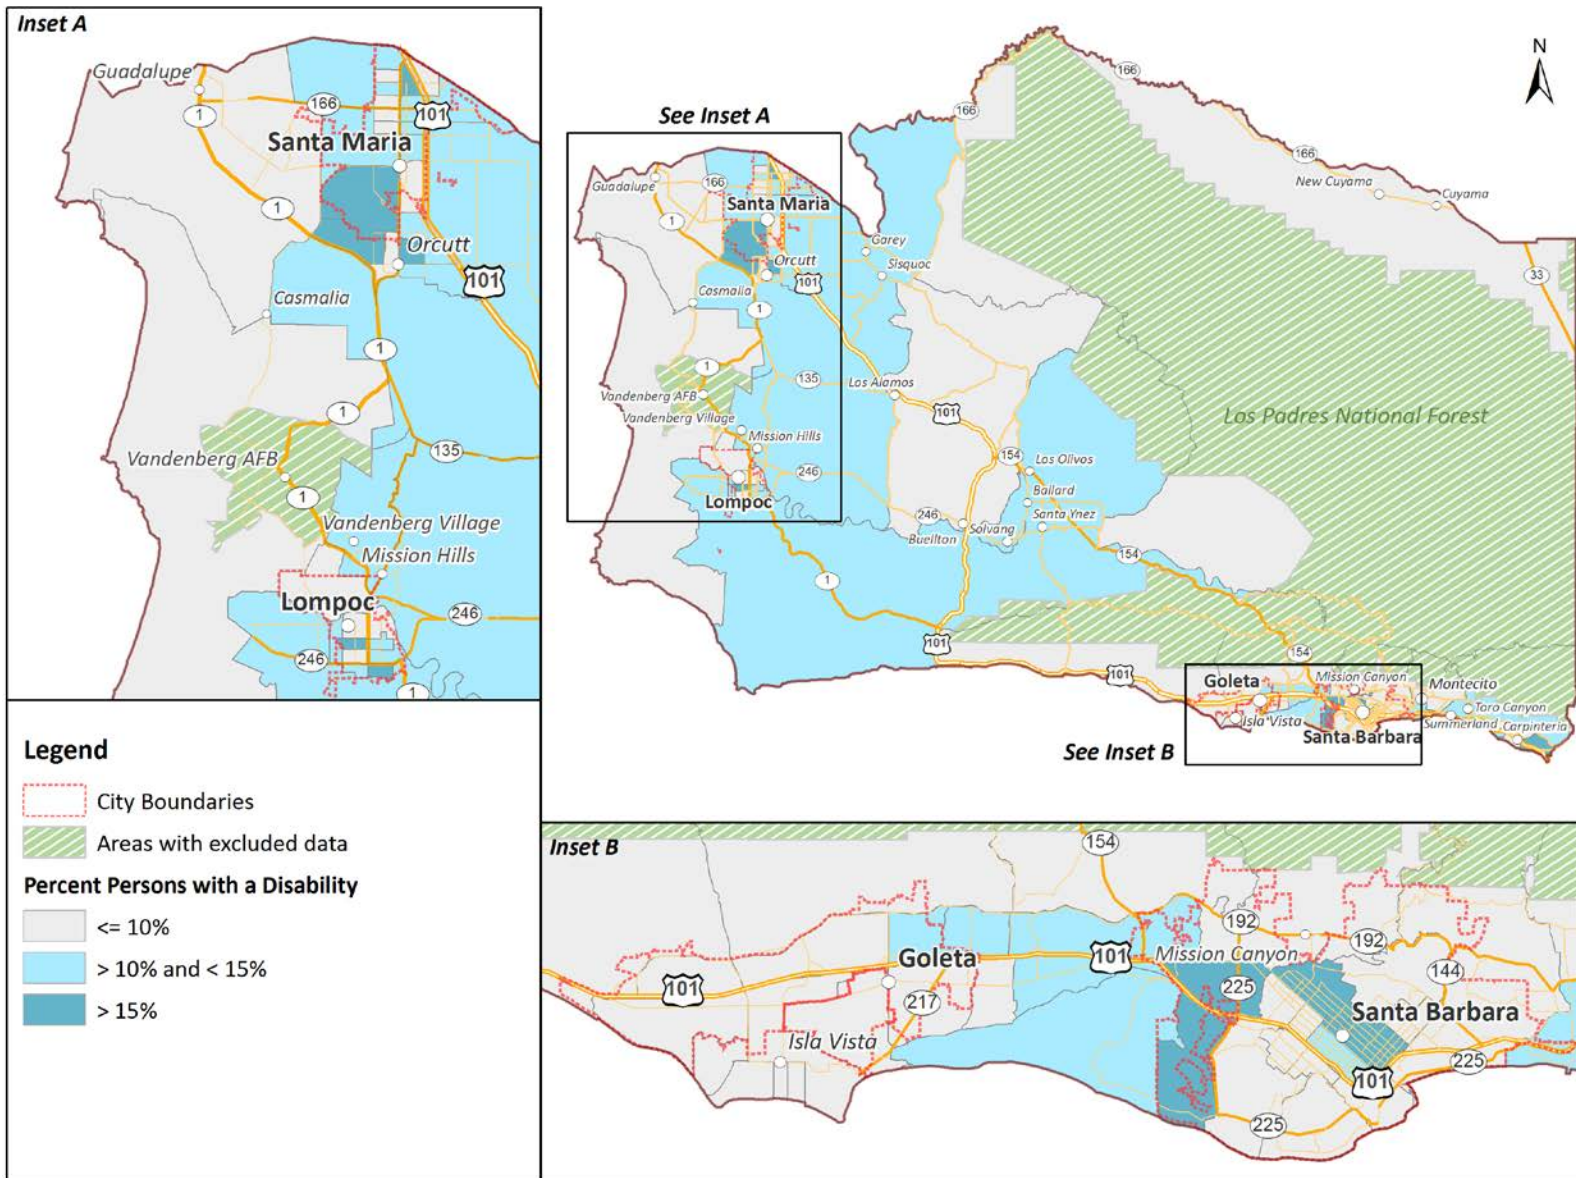 Inset A
Guadalupe
1
166
101
Santa Maria
1
Orcutt
101
Casmalia
1
1
135
Vandenberg AFB
1
Vandenberg Village
Mission Hills
Lompoc
246
246
1
Legend
City Boundaries
Areas with excluded data
Percent Persons with a Disability
<= 10%
> 10% and < 15%
> 15%
N
See Inset A
166
166
166
New Cuyama
Cuyama
33
Guadalupe
166
Santa Maria
1
Garey
Orcutt
Sisquoc
101
Casmalia
1
1
135
Los Alamos
Vandenberg AFB
101
Los Padres National Forest
Vandenberg Village
Mission Hills
154
Los Olivos
246
Ballard
Lompoc
246
Solvang
Santa Ynez
Buellton
154
1
101
154
101
Goleta
Mission Canyon
Montecito
Isla Vista
Toro Canyon
Summerland
Carpinteria
Santa Barbara
See Inset B
Inset B
154
192
192
101
Mission Canyon
Goleta
144
101
217
225
Santa Barbara
Isla Vista
225
101
225